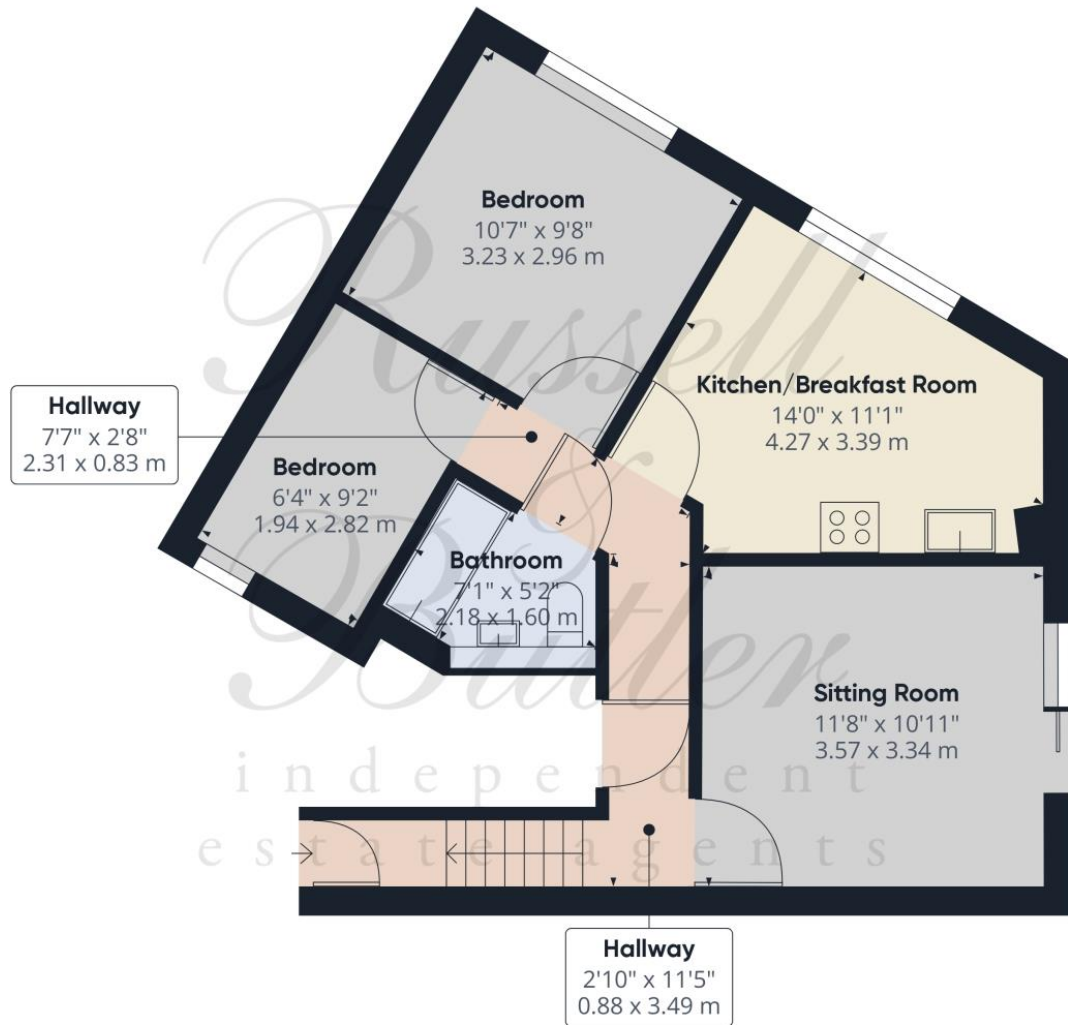 Bedroom
10'7" x 9'8"
3.23 x 2.96 m
Kitchen/Breakfast Room
14'0" x 11'1"
4.27 x 3.39 m
Hallway
7'7" x 2'8"
2.31 x 0.83 m
Bedroom
6'4" x 9'2"
1.94 x 2.82 m
Bathroom
7'1" x 5'2"
2.18 x 1.60 m
Sitting Room
11'8" x 10'11"
3.57 x 3.34 m
Hallway
2'10" x 11'5"
0.88 x 3.49 m
Russell
&
Butler
independent
estate agents